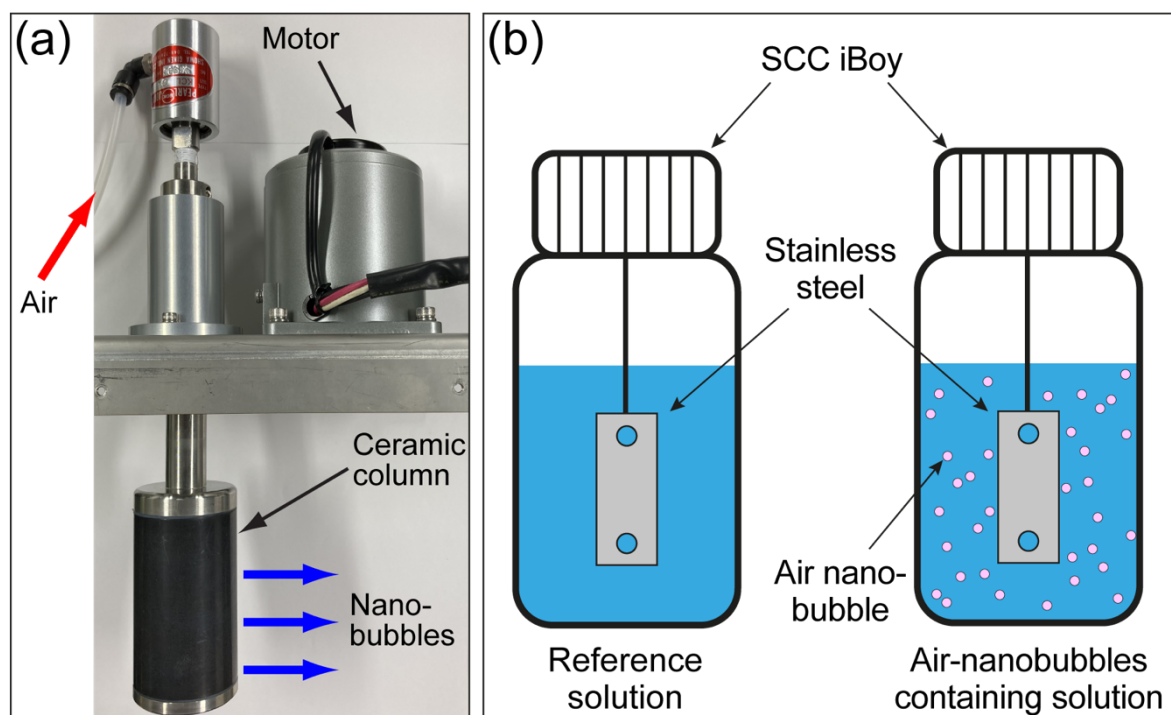 (a)
Motor
Air
PEARL
Ceramic
column
Nano-
bubbles
(b)
SCC iBoy
Stainless
steel
Air nano-
bubble
Reference
solution
Air-nanobubbles
containing solution